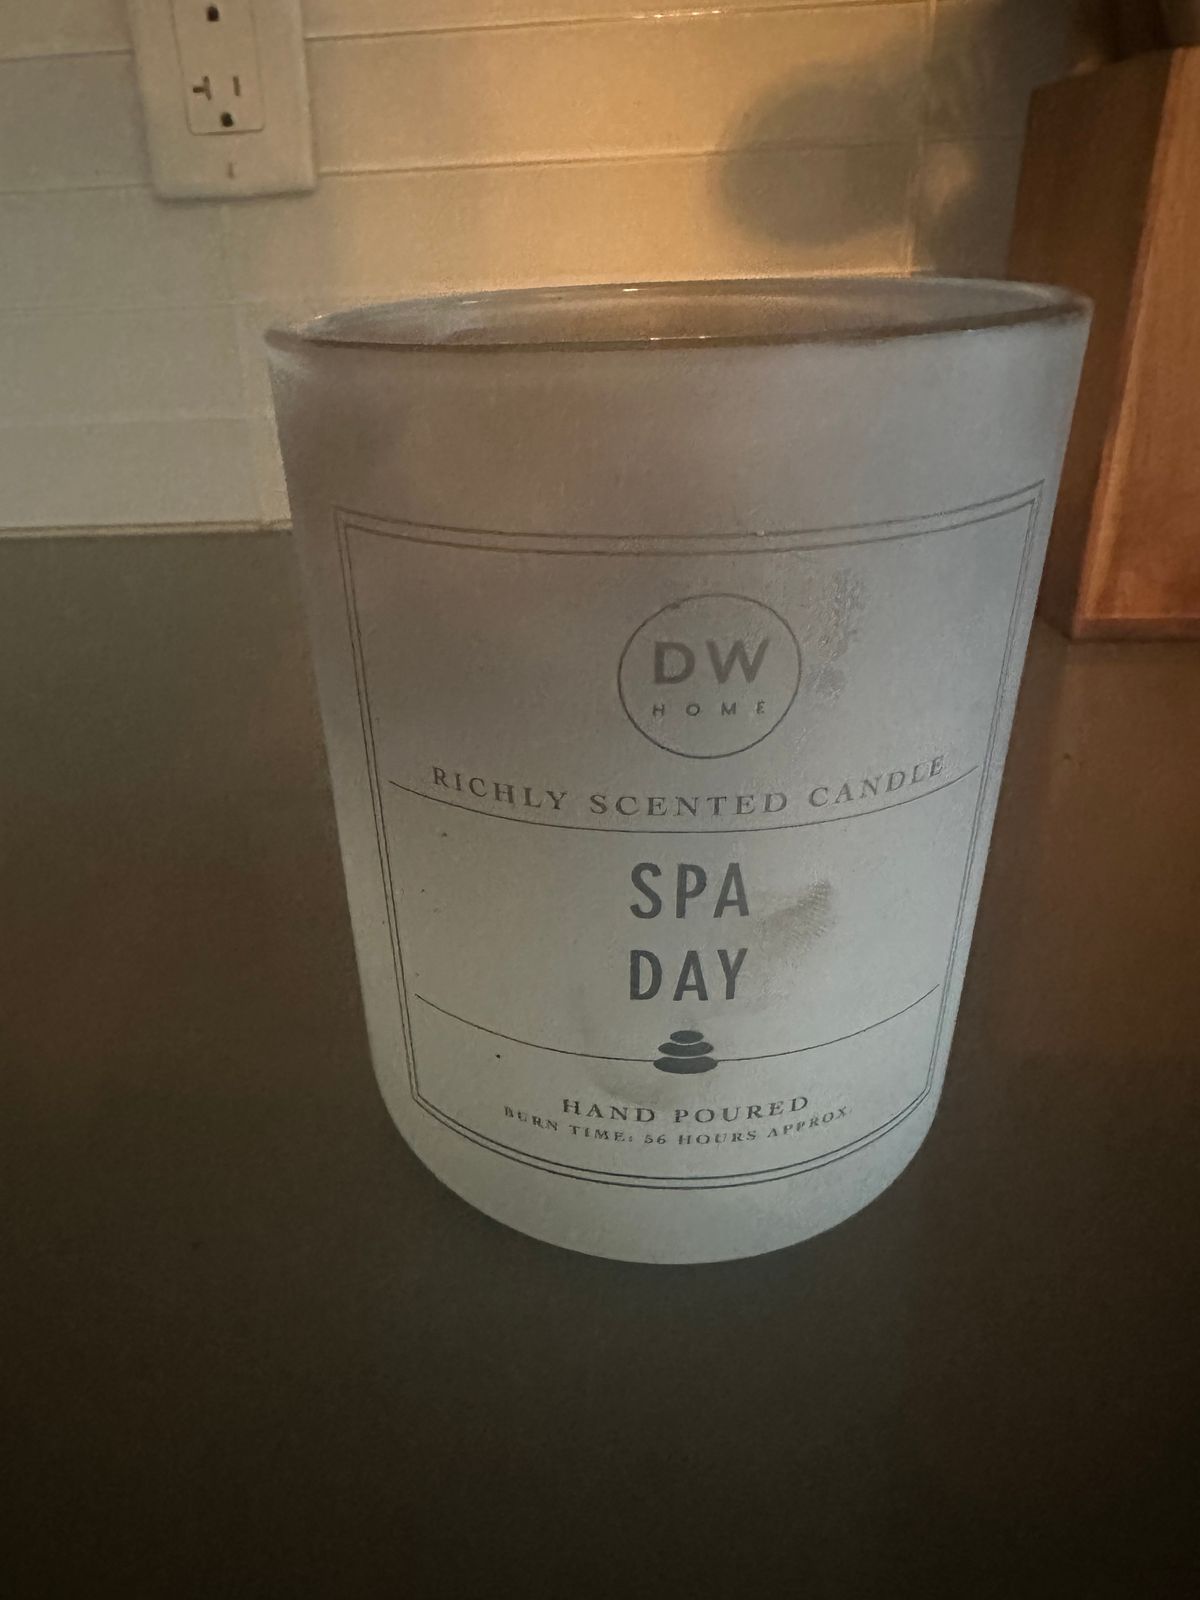 DW
HOME
RICHLY SCENTED CANDLE
SPA
DAY
HAND POURED
BURN TIME: 56 HOURS APPROX.